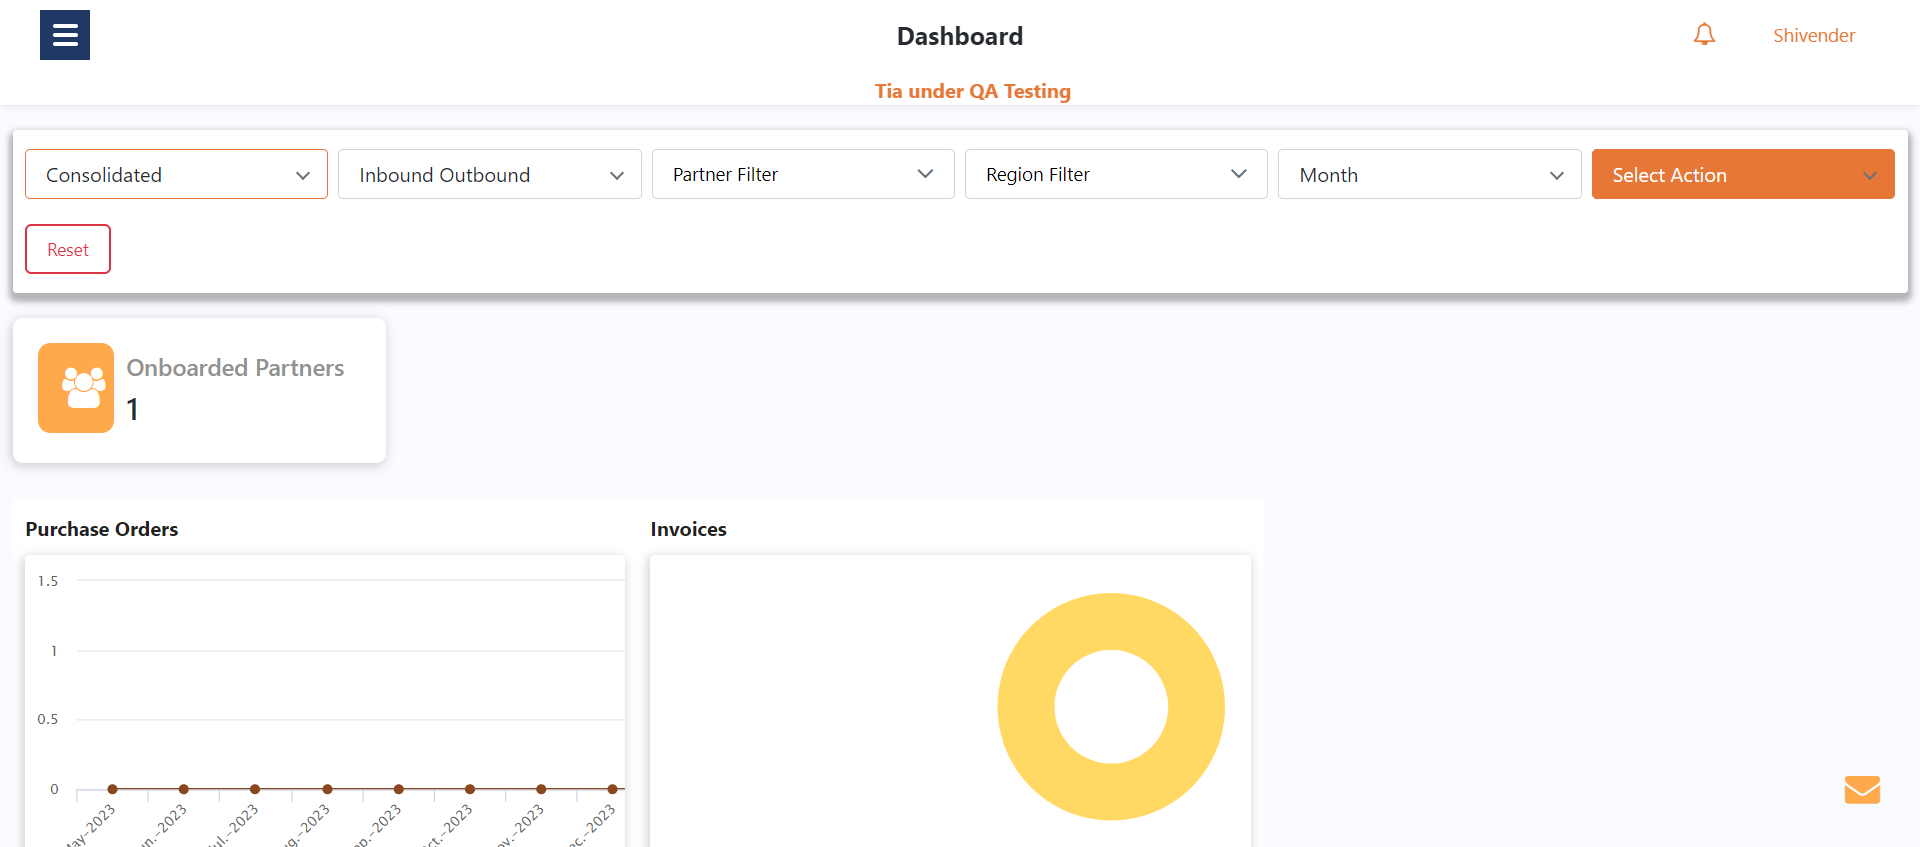 Dashboard
Shivender
Tia under QA Testing
Consolidated
Inbound Outbound
Partner Filter
Region Filter
Month
Select Action
Reset
Onboarded Partners
1
Purchase Orders
Invoices
1.5
1
0.5
0
ay-2023
n.-2023
ul.-2023
g.-2023
p.-2023
ct.-2023
ov.-2023
ec.-2023